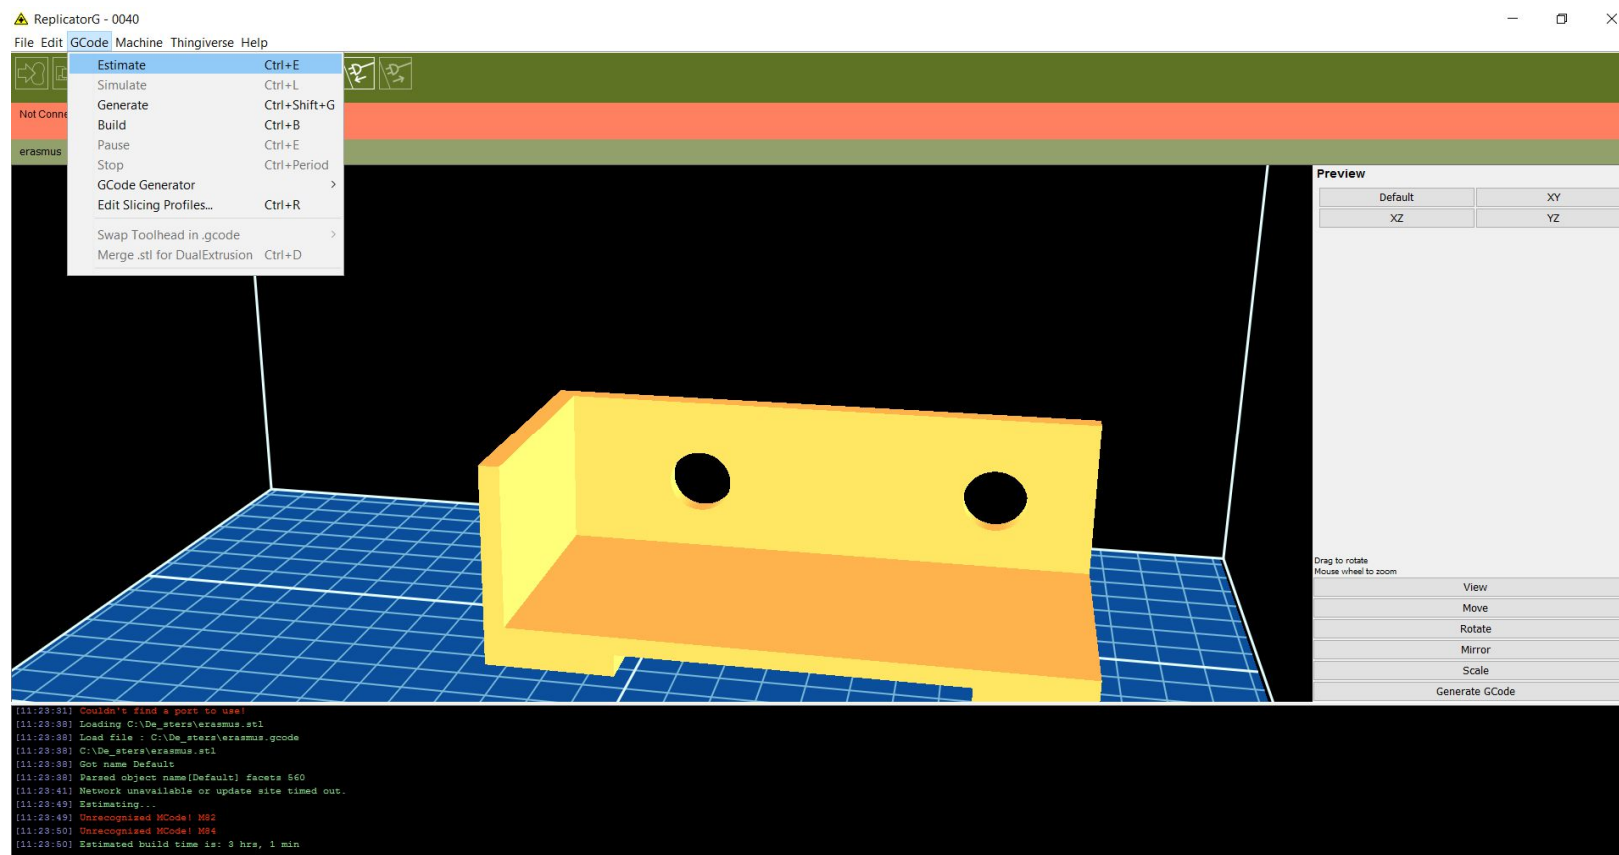 ReplicatorG - 0040
File Edit GCode Machine Thingiverse Help
Estimate Ctrl+E
Simulate Ctrl+L
Generate Ctrl+Shift+G
Not Conne
Build Ctrl+B
Pause Ctrl+E
erasmus
Stop Ctrl+Period
GCode Generator
Edit Slicing Profiles... Ctrl+R
Swap Toolhead in .gcode
Merge .stl for DualExtrusion Ctrl+D
Preview
Default XY
XZ YZ
Drag to rotate
Mouse wheel to zoom
View
Move
Rotate
Mirror
Scale
Generate GCode
[11:23:31] Couldn't find a port to use!
[11:23:38] Loading C:\De_sters\erasmus.stl
[11:23:38] Load file : C:\De_sters\erasmus.gcode
[11:23:38] C:\De_sters\erasmus.stl
[11:23:38] Got name Default
[11:23:38] Parsed object name[Default] facets 560
[11:23:41] Network unavailable or update site timed out.
[11:23:49] Estimating...
[11:23:49] Unrecognized MCode! M82
[11:23:50] Unrecognized MCode! M84
[11:23:50] Estimated build time is: 3 hrs, 1 min